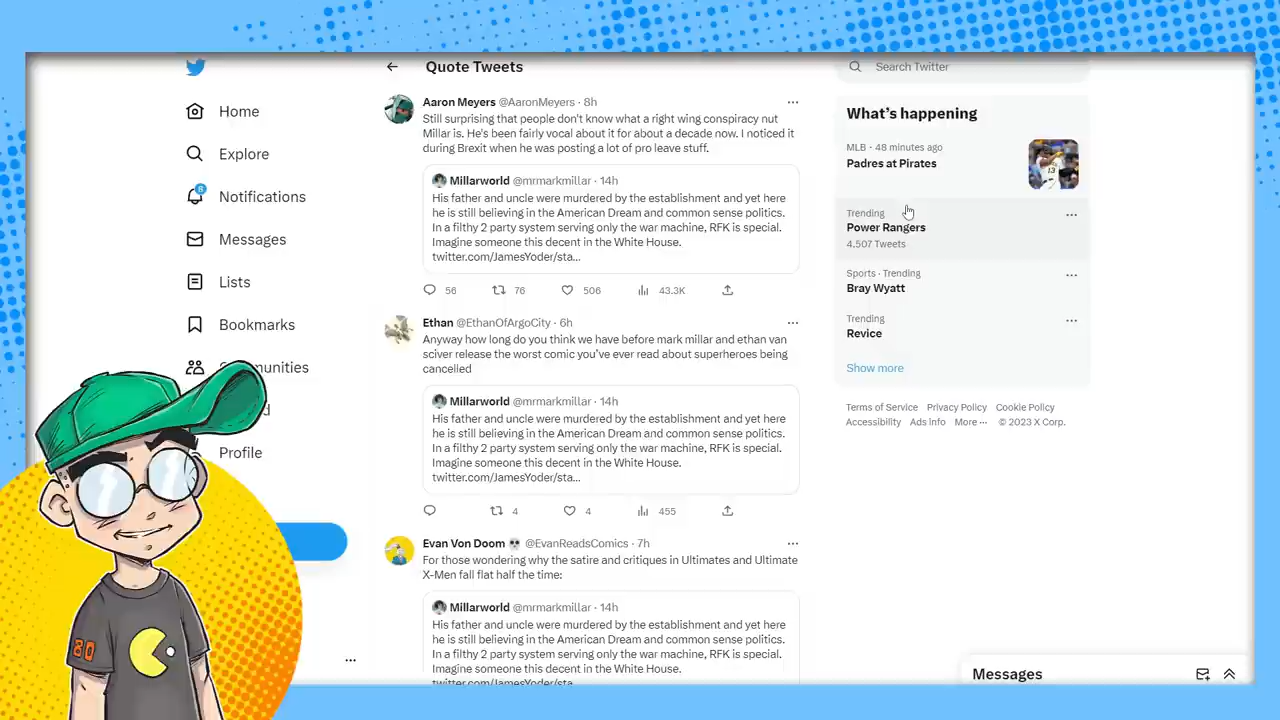 Quote Tweets
Search Twitter
Home
Explore
8
Notifications
Messages
Lists
Bookmarks
Profile
Aaron Meyers @AaronMeyers · 8h
Still surprising that people don't know what a right wing conspiracy nut
Millar is. He's been fairly vocal about it for about a decade now. I noticed it
during Brexit when he was posting a lot of pro leave stuff.
Millarworld @mrmarkmillar · 14h
His father and uncle were murdered by the establishment and yet here
he is still believing in the American Dream and common sense politics.
In a filthy 2 party system serving only the war machine, RFK is special.
Imagine someone this decent in the White House.
twitter.com/JamesYoder/sta...
56 76 506 43.3K
Ethan @EthanOfArgoCity · 6h
Anyway how long do you think we have before mark millar and ethan van
sciver release the worst comic you've ever read about superheroes being
cancelled
Millarworld @mrmarkmillar · 14h
His father and uncle were murdered by the establishment and yet here
he is still believing in the American Dream and common sense politics.
In a filthy 2 party system serving only the war machine, RFK is special.
Imagine someone this decent in the White House.
twitter.com/JamesYoder/sta...
4 4 455
Evan Von Doom @EvanReadsComics · 7h
For those wondering why the satire and critiques in Ultimates and Ultimate
X-Men fall flat half the time:
Millarworld @mrmarkmillar · 14h
His father and uncle were murdered by the establishment and yet here
he is still believing in the American Dream and common sense politics.
In a filthy 2 party system serving only the war machine, RFK is special.
Imagine someone this decent in the White House.
twitter.com/JamesYoder/sta...
What's happening
MLB · 48 minutes ago
Padres at Pirates
13
Trending
Power Rangers
4,507 Tweets
Sports · Trending
Bray Wyatt
Trending
Revice
Show more
Terms of Service Privacy Policy Cookie Policy
Accessibility Ads info More ··· © 2023 X Corp.
Messages
80